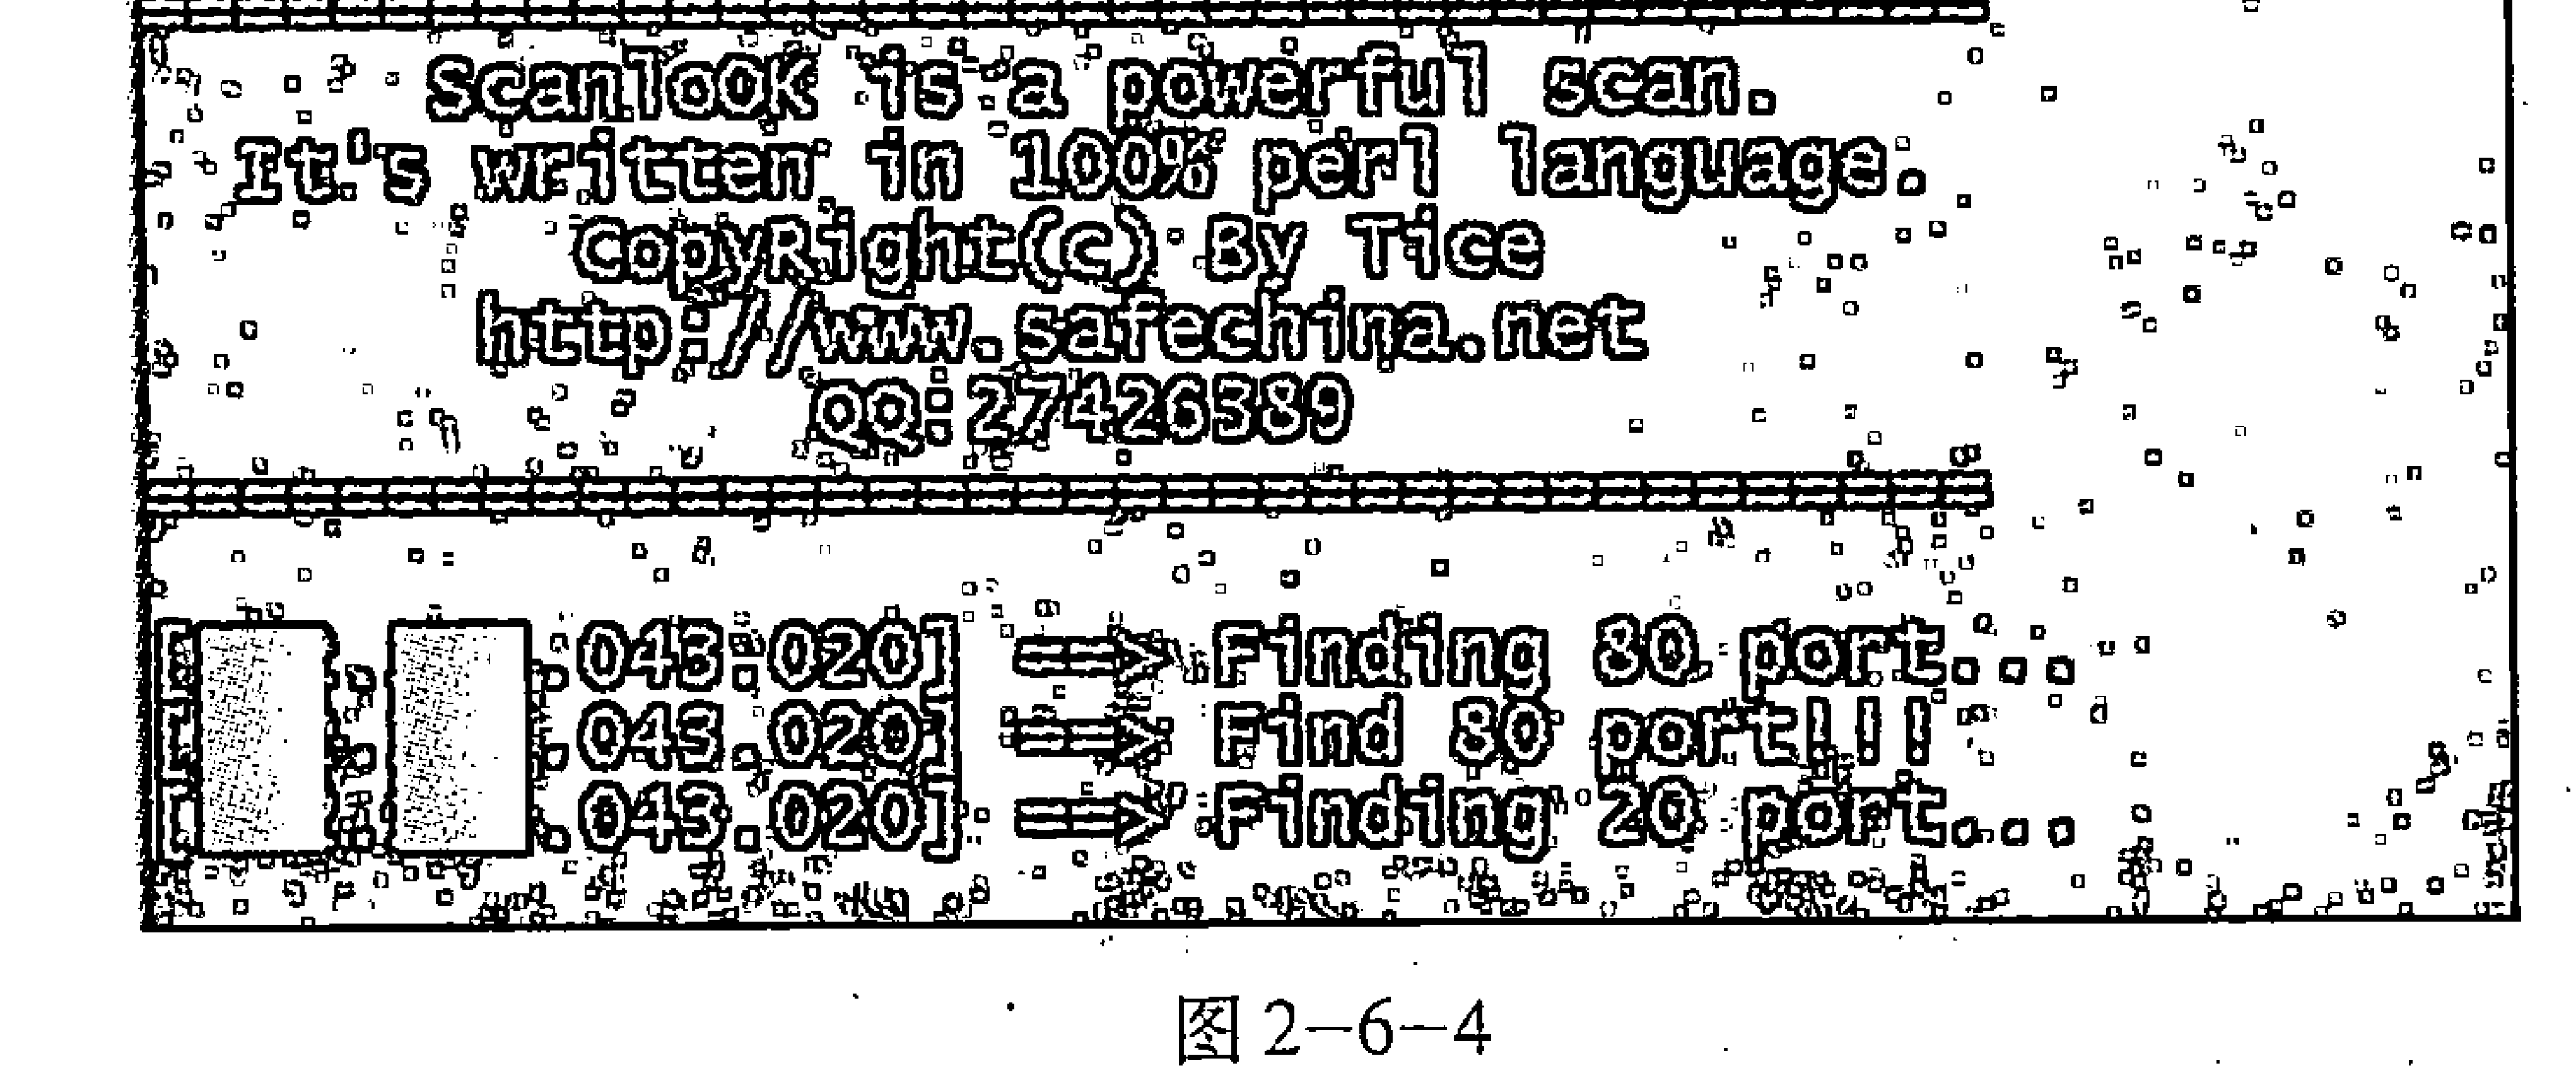 =======================================
ScanlooK is a powerful scan.
It's written in 100% perl language.
CopyRight(c) By Tice
http://www.safechina.net
QQ:27426389
=======================================
[ . .043.020] ==> Finding 80 port...
[ . .043.020] ==> Find 80 port!!!
[ . .043.020] ==> Finding 20 port...
图 2-6-4